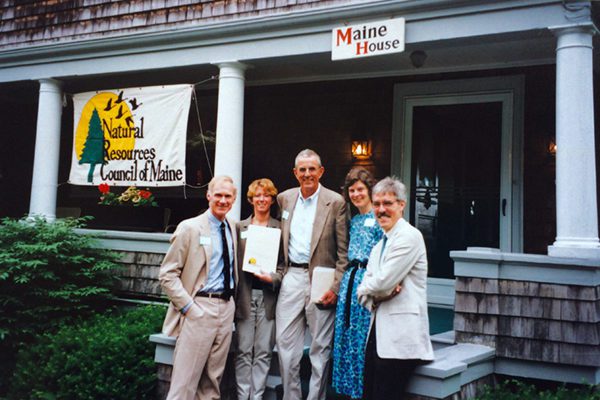 Maine
House
Natural
Resources
Council of Maine